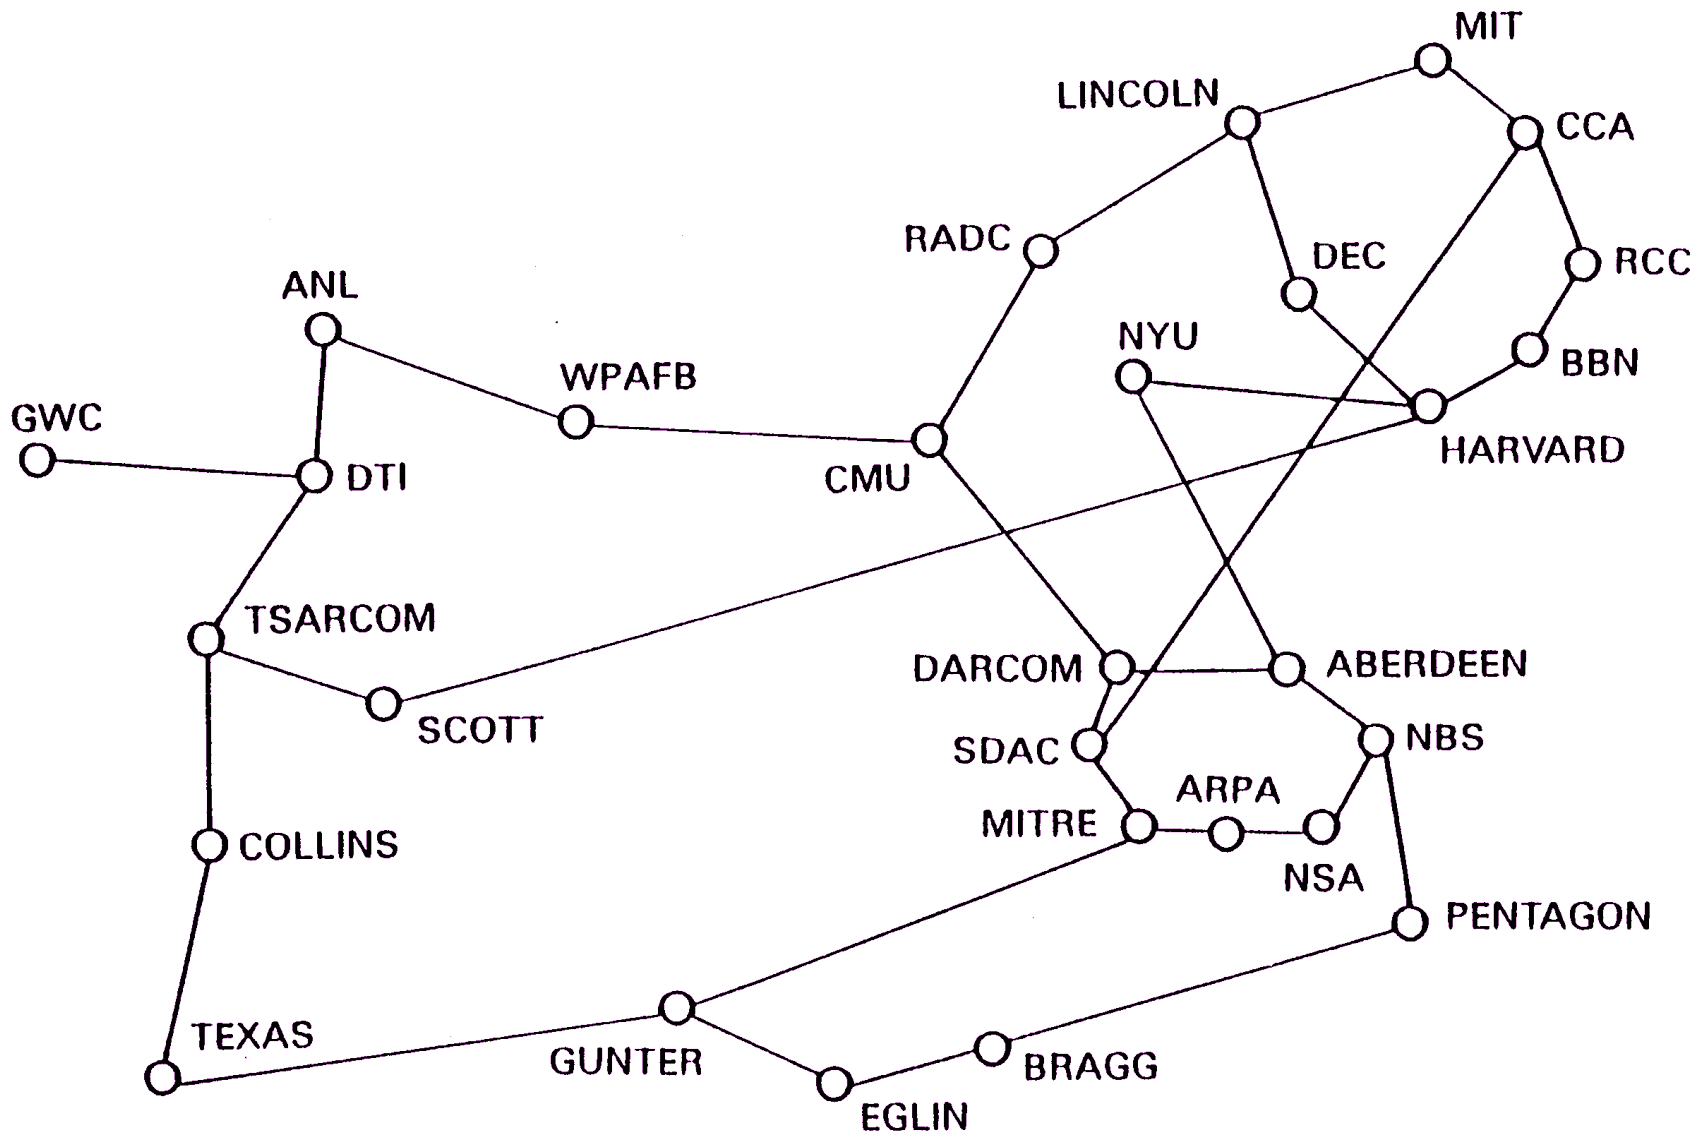 MIT
LINCOLN
CCA
RADC
DEC
RCC
ANL
NYU
BBN
WPAFB
GWC
HARVARD
DTI
CMU
TSARCOM
DARCOM
ABERDEEN
SCOTT
SDAC
NBS
ARPA
MITRE
COLLINS
NSA
PENTAGON
TEXAS
GUNTER
BRAGG
EGLIN